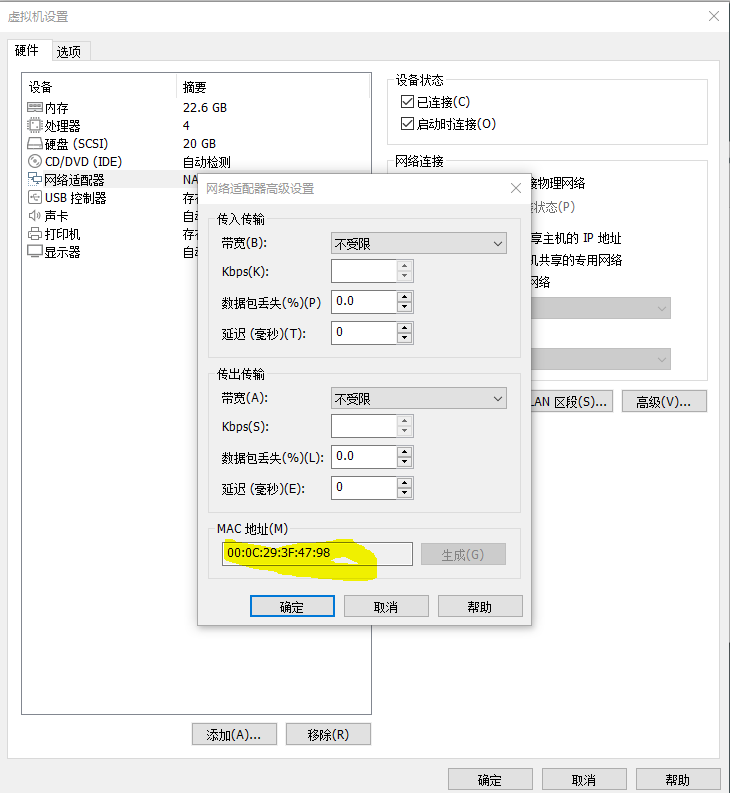 虚拟机设置
硬件 选项
设备 摘要
内存 22.6 GB
处理器 4
硬盘 (SCSI) 20 GB
CD/DVD (IDE) 自动检测
网络适配器 NA
USB 控制器 存在
声卡 自动
打印机 存在
显示器 自动
添加(A)... 移除(R)
设备状态
已连接(C)
启动时连接(O)
网络连接
接物理网络
状态(P)
享主机的 IP 地址
机共享的专用网络
网络
LAN 区段(S)... 高级(V)...
网络适配器高级设置
传入传输
带宽(B): 不受限
Kbps(K):
数据包丢失(%)(P) 0.0
延迟 (毫秒)(T): 0
传出传输
带宽(A): 不受限
Kbps(S):
数据包丢失(%)(L): 0.0
延迟 (毫秒)(E): 0
MAC 地址(M)
00:0C:29:3F:47:98 生成(G)
确定 取消 帮助
确定 取消 帮助